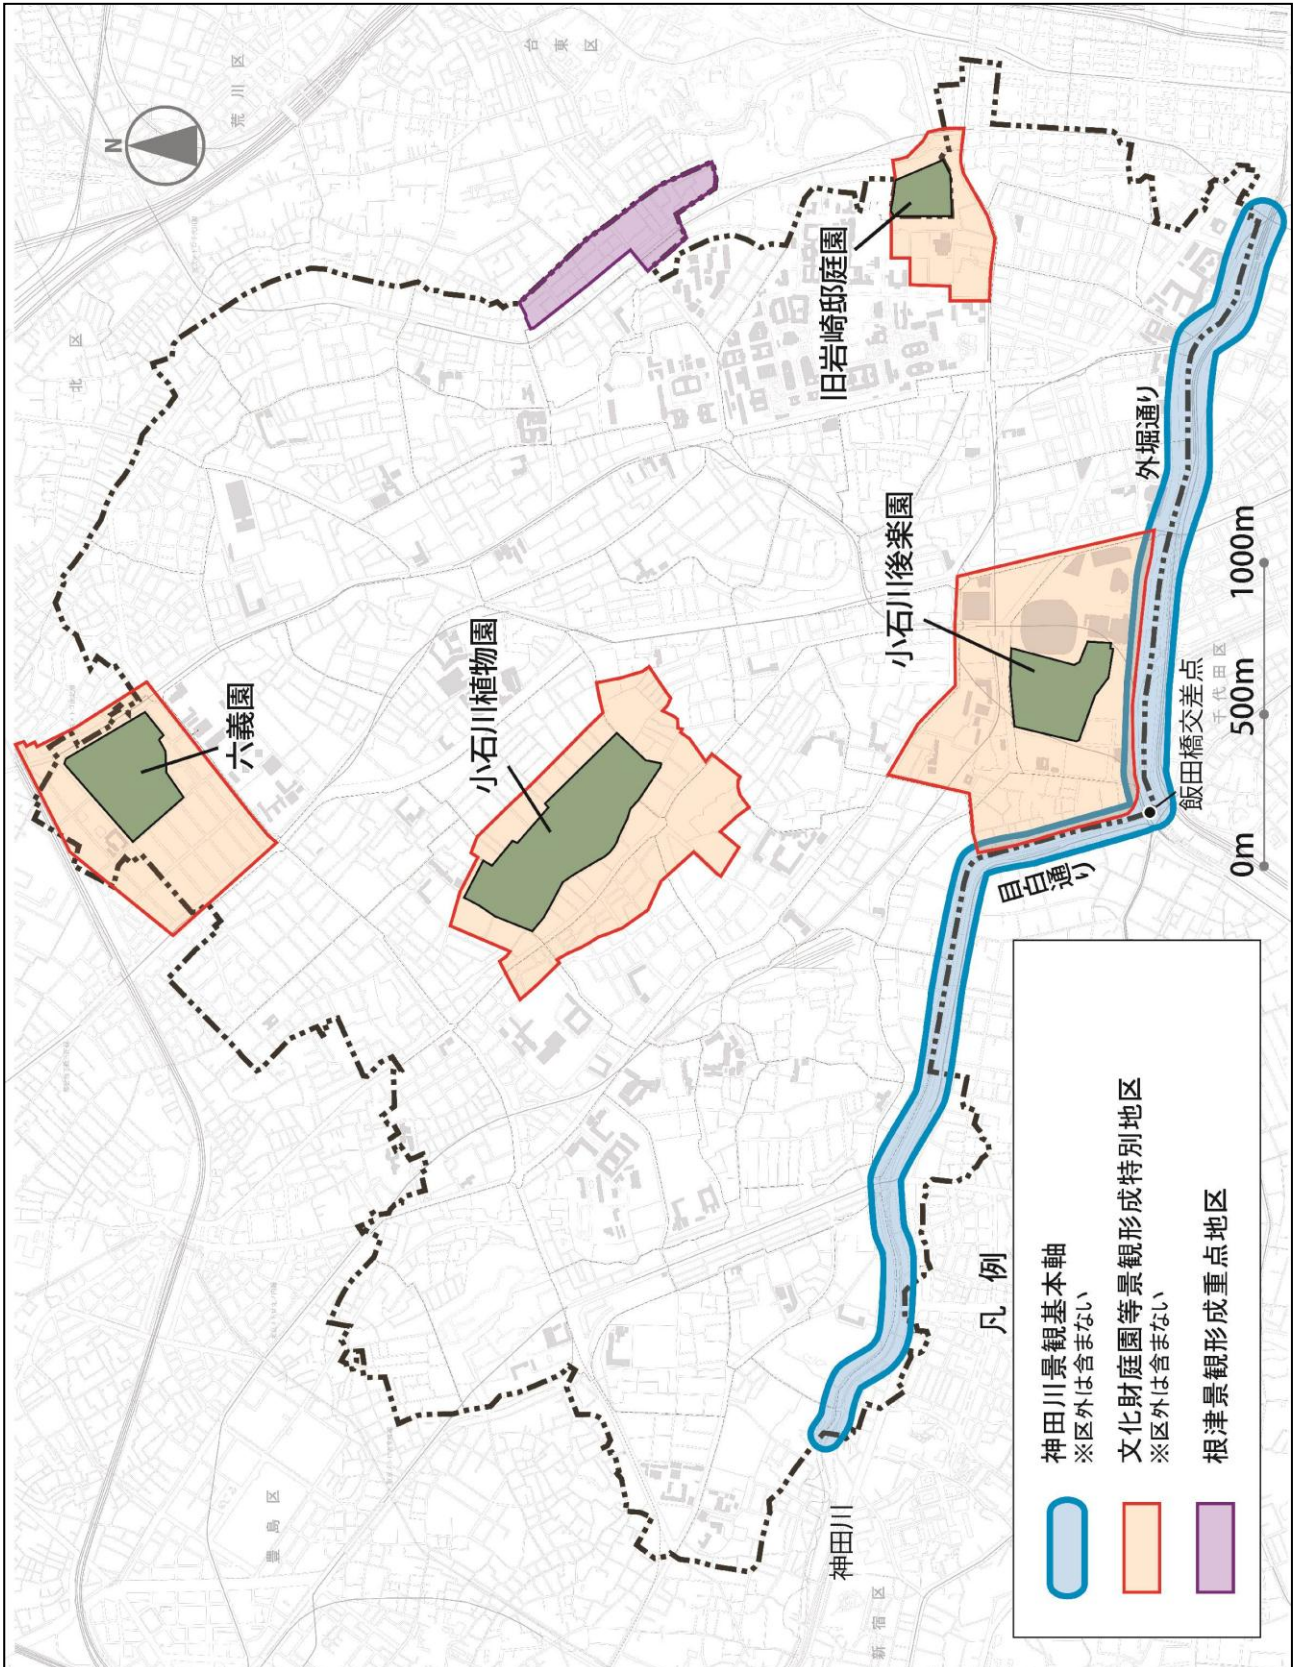 N
荒川区
台東区
北区
六義園
小石川植物園
旧岩崎邸庭園
小石川後楽園
外堀通り
目白通り
飯田橋交差点
千代田区
豊島区
神田川
新宿区
0m
500m
1000m
凡例
神田川景観基本軸
※区外は含まない
文化財庭園等景観形成特別地区
※区外は含まない
根津景観形成重点地区